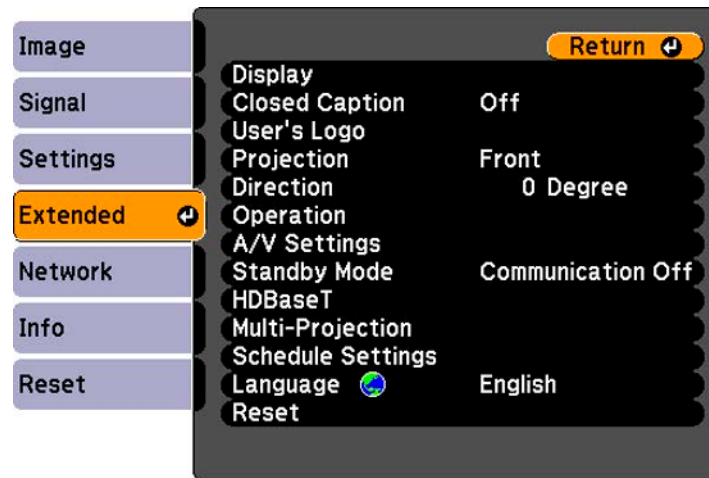 Image
Signal
Settings
Extended
Network
Info
Reset
Return
Display
Closed Caption Off
User's Logo
Projection Front
Direction 0 Degree
Operation
A/V Settings
Standby Mode Communication Off
HDBaseT
Multi-Projection
Schedule Settings
Language English
Reset